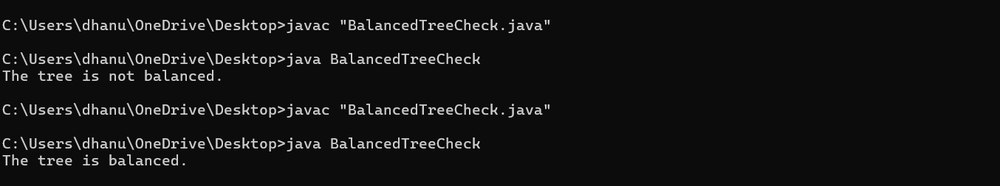 C:\Users\dhanu\OneDrive\Desktop>javac "BalancedTreeCheck.java"
C:\Users\dhanu\OneDrive\Desktop>java BalancedTreeCheck
The tree is not balanced.
C:\Users\dhanu\OneDrive\Desktop>javac "BalancedTreeCheck.java"
C:\Users\dhanu\OneDrive\Desktop>java BalancedTreeCheck
The tree is balanced.